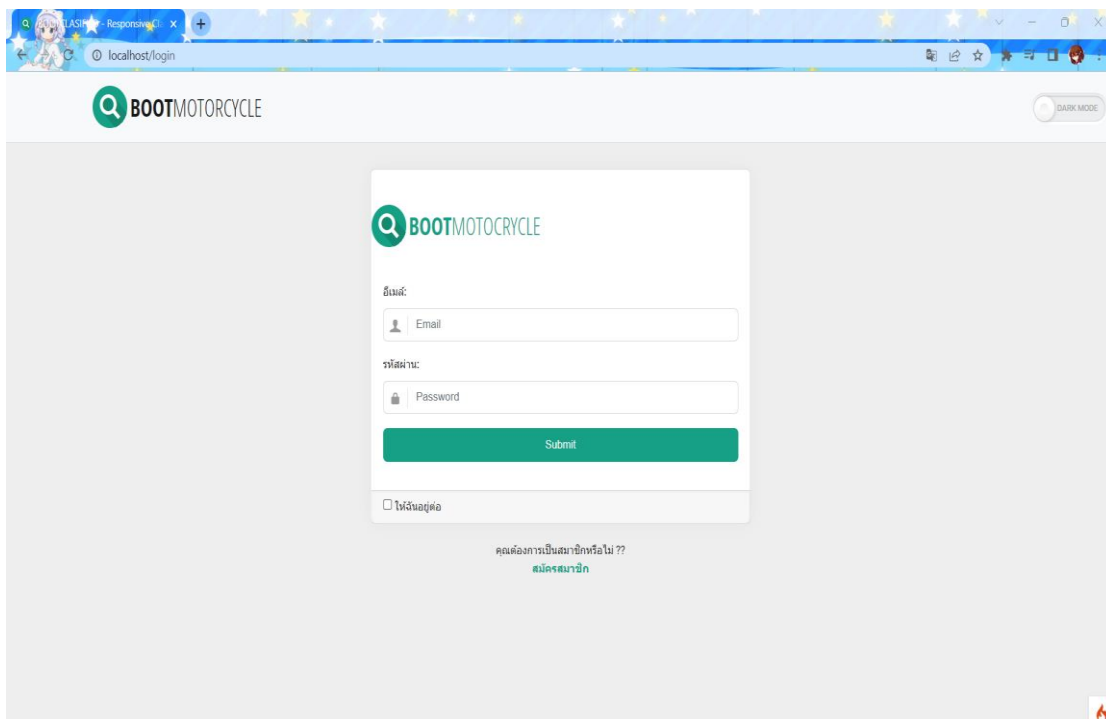 - Responsive Cl
localhost/login
BOOTMOTORCYCLE
DARK MODE
BOOTMOTOCRYCLE
อีเมล์:
Email
รหัสผ่าน:
Password
Submit
ให้ฉันอยู่ต่อ
คุณต้องการเป็นสมาชิกหรือไม่ ??
สมัครสมาชิก